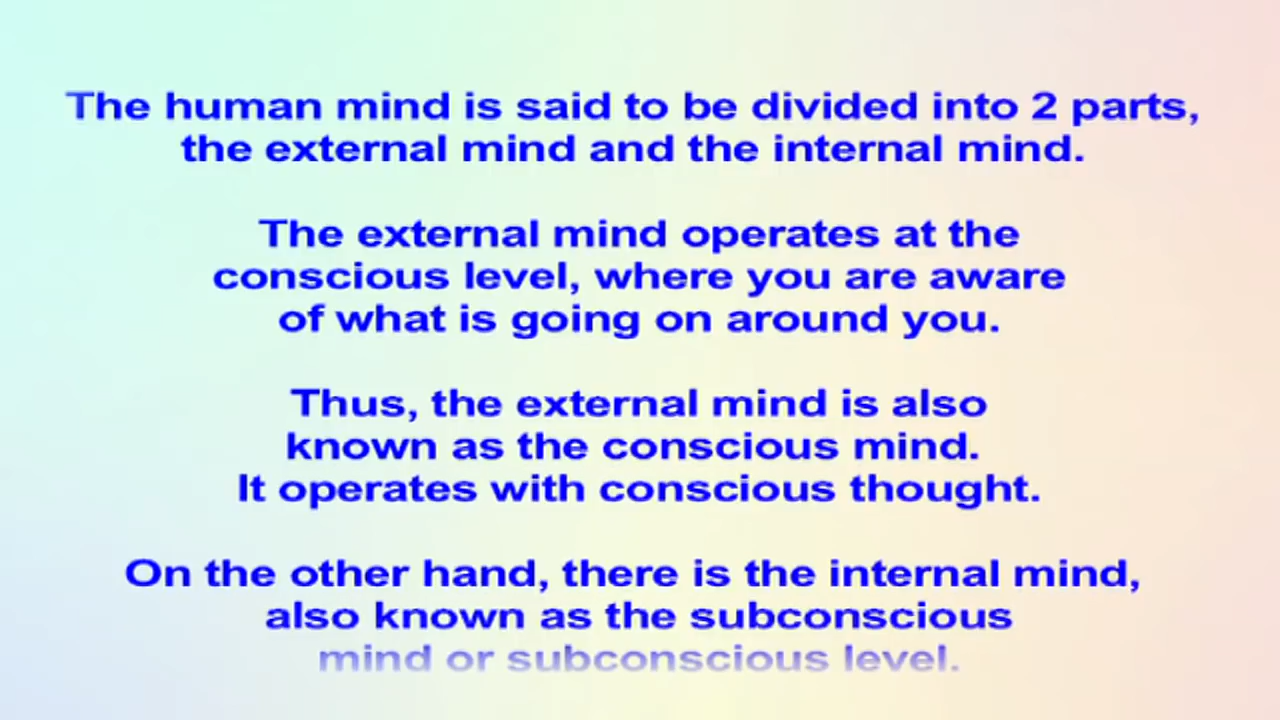 The human mind is said to be divided into 2 parts,
the external mind and the internal mind.
The external mind operates at the
conscious level, where you are aware
of what is going on around you.
Thus, the external mind is also
known as the conscious mind.
It operates with conscious thought.
On the other hand, there is the internal mind,
also known as the subconscious
mind or subconscious level.